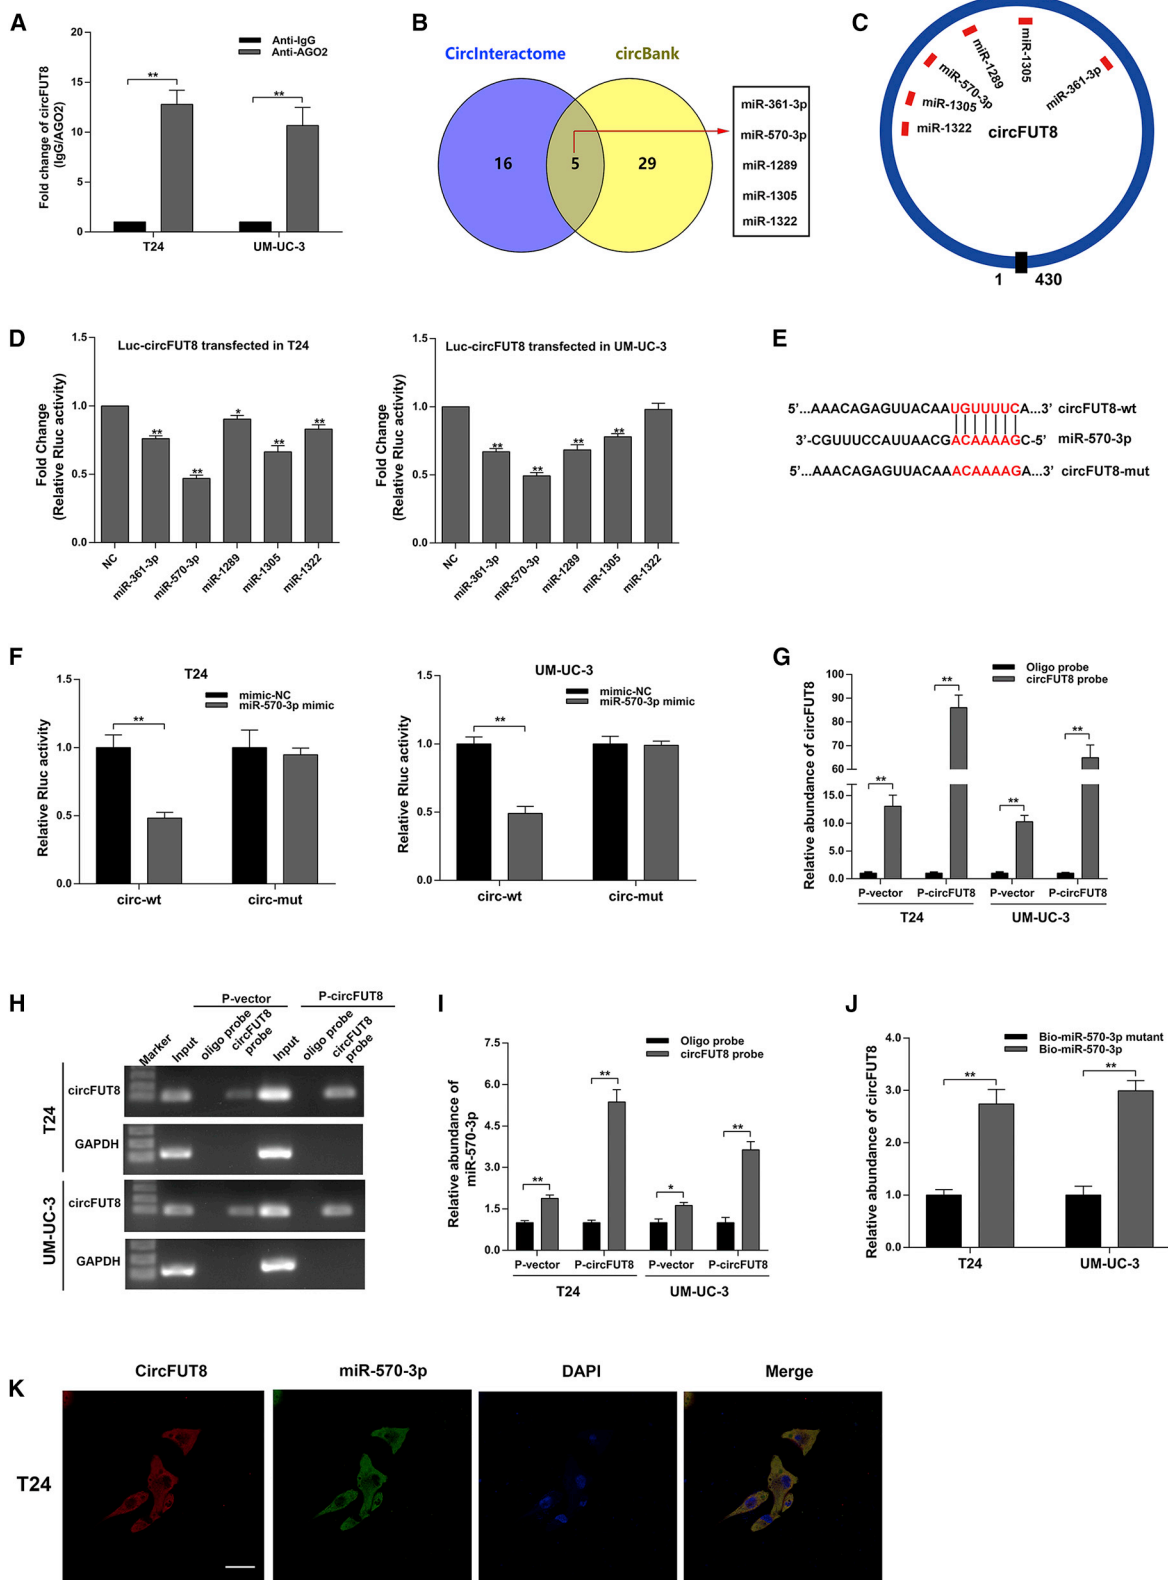 A
Anti-IgG
Anti-AGO2
Fold change of circFUT8
(IgG/AGO2)
20
15
10
5
0
**
**
T24
UM-UC-3
B
CircInteractome
circBank
16
5
29
miR-361-3p
miR-570-3p
miR-1289
miR-1305
miR-1322
C
miR-1305
miR-1289
miR-570-3p
miR-1305
miR-1322
miR-361-3p
circFUT8
1
430
D
Luc-circFUT8 transfected in T24
Fold Change
(Relative Rluc activity)
1.5
1.0
0.5
0.0
**
**
*
**
**
NC
miR-361-3p
miR-570-3p
miR-1289
miR-1305
miR-1322
Luc-circFUT8 transfected in UM-UC-3
Fold Change
(Relative Rluc activity)
1.5
1.0
0.5
0.0
**
**
**
**
NC
miR-361-3p
miR-570-3p
miR-1289
miR-1305
miR-1322
E
5’...AAACAGAGUUACAAUGUUUUCA...3’ circFUT8-wt
3’-CGUUUCCAUUAACGACAAAAGC-5’ miR-570-3p
5’...AAACAGAGUUACAAACAAAAGA...3’ circFUT8-mut
F
T24
mimic-NC
miR-570-3p mimic
Relative Rluc activity
1.5
1.0
0.5
0.0
**
circ-wt
circ-mut
UM-UC-3
mimic-NC
miR-570-3p mimic
Relative Rluc activity
1.5
1.0
0.5
0.0
**
circ-wt
circ-mut
G
Oligo probe
circFUT8 probe
Relative abundance of circFUT8
100
90
80
70
60
15.0
10.0
5.0
0.0
**
**
**
**
P-vector
P-circFUT8
P-vector
P-circFUT8
T24
UM-UC-3
H
P-vector
P-circFUT8
Marker
Input
oligo probe
circFUT8 probe
Input
oligo probe
circFUT8 probe
T24
circFUT8
GAPDH
UM-UC-3
circFUT8
GAPDH
I
Oligo probe
circFUT8 probe
Relative abundance of
miR-570-3p
7.5
6.0
4.5
3.0
1.5
0.0
**
**
*
**
P-vector
P-circFUT8
P-vector
P-circFUT8
T24
UM-UC-3
J
Bio-miR-570-3p mutant
Bio-miR-570-3p
Relative abundance of circFUT8
4.0
3.0
2.0
1.0
0.0
**
**
T24
UM-UC-3
K
CircFUT8
miR-570-3p
DAPI
Merge
T24